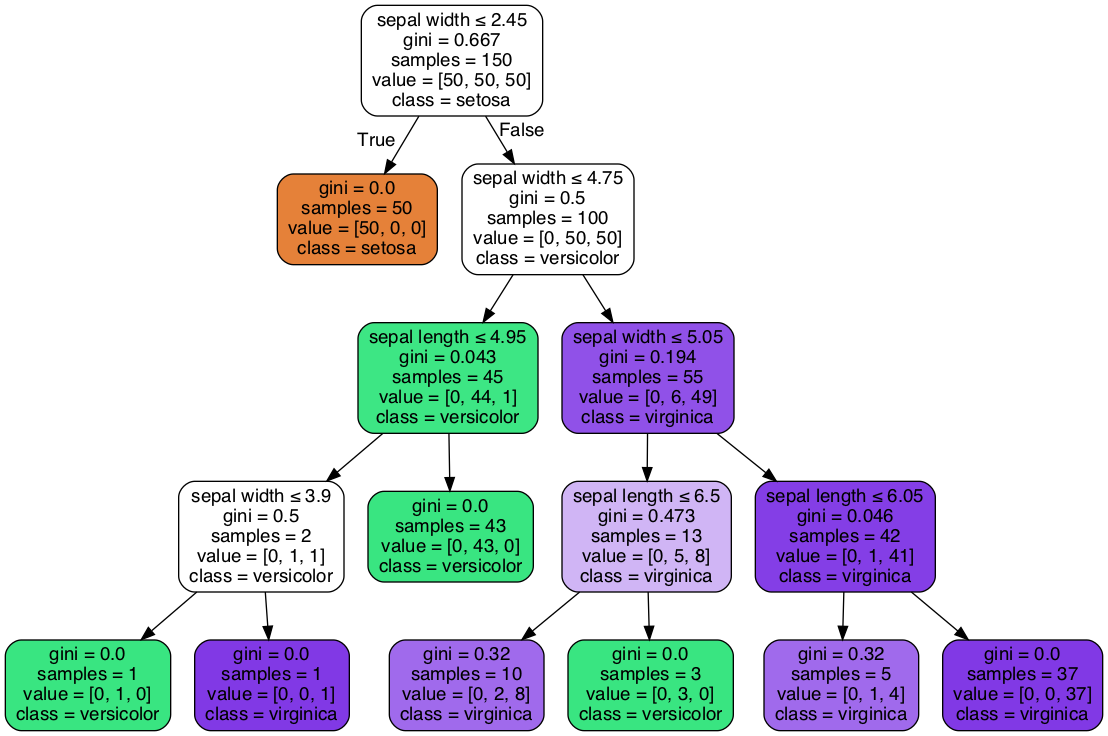 sepal width ≤ 2.45
gini = 0.667
samples = 150
value = [50, 50, 50]
class = setosa
True
False
gini = 0.0
samples = 50
value = [50, 0, 0]
class = setosa
sepal width ≤ 4.75
gini = 0.5
samples = 100
value = [0, 50, 50]
class = versicolor
sepal length ≤ 4.95
gini = 0.043
samples = 45
value = [0, 44, 1]
class = versicolor
sepal width ≤ 5.05
gini = 0.194
samples = 55
value = [0, 6, 49]
class = virginica
sepal width ≤ 3.9
gini = 0.5
samples = 2
value = [0, 1, 1]
class = versicolor
gini = 0.0
samples = 43
value = [0, 43, 0]
class = versicolor
sepal length ≤ 6.5
gini = 0.473
samples = 13
value = [0, 5, 8]
class = virginica
sepal length ≤ 6.05
gini = 0.046
samples = 42
value = [0, 1, 41]
class = virginica
gini = 0.0
samples = 1
value = [0, 1, 0]
class = versicolor
gini = 0.0
samples = 1
value = [0, 0, 1]
class = virginica
gini = 0.32
samples = 10
value = [0, 2, 8]
class = virginica
gini = 0.0
samples = 3
value = [0, 3, 0]
class = versicolor
gini = 0.32
samples = 5
value = [0, 1, 4]
class = virginica
gini = 0.0
samples = 37
value = [0, 0, 37]
class = virginica